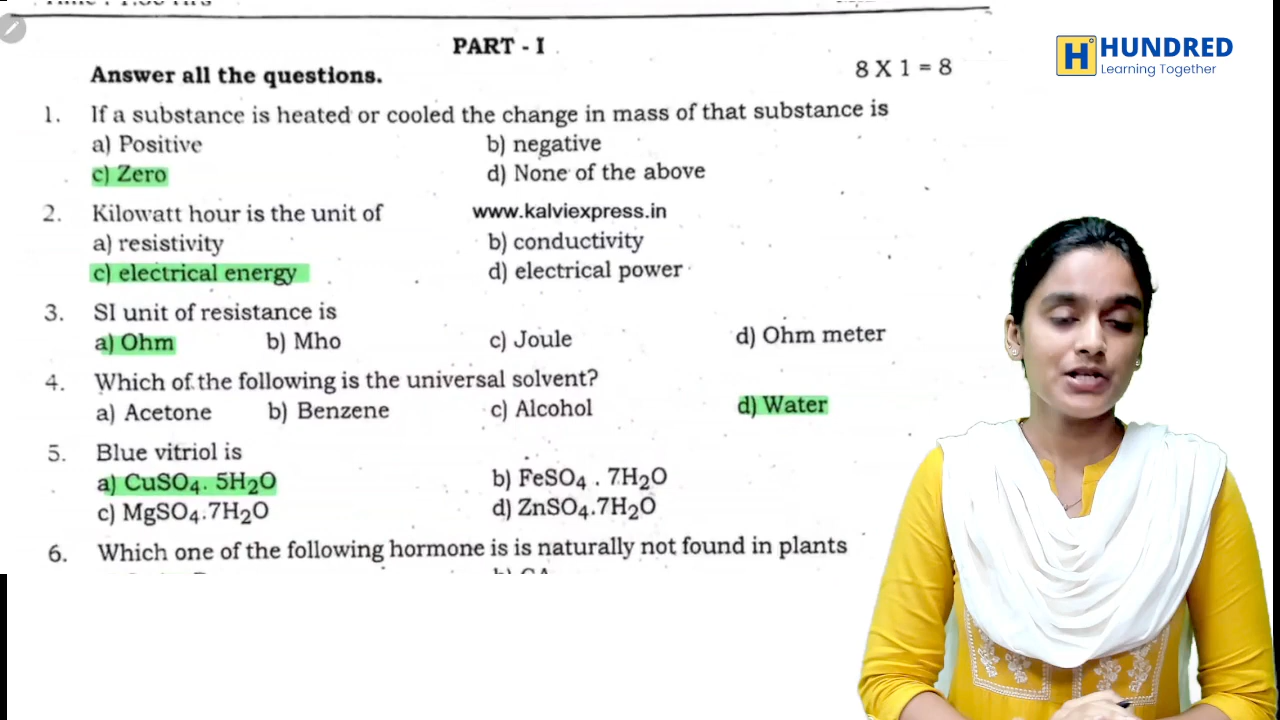 PART - I
Answer all the questions.
8 X 1 = 8
1. If a substance is heated or cooled the change in mass of that substance is
a) Positive b) negative
c) Zero d) None of the above
2. Kilowatt hour is the unit of www.kalviexpress.in
a) resistivity b) conductivity
c) electrical energy d) electrical power
3. SI unit of resistance is
a) Ohm b) Mho c) Joule d) Ohm meter
4. Which of the following is the universal solvent?
a) Acetone b) Benzene c) Alcohol d) Water
5. Blue vitriol is
a) CuSO4. 5H2O b) FeSO4 . 7H2O
c) MgSO4.7H2O d) ZnSO4.7H2O
6. Which one of the following hormone is is naturally not found in plants
H HUNDRED
Learning Together